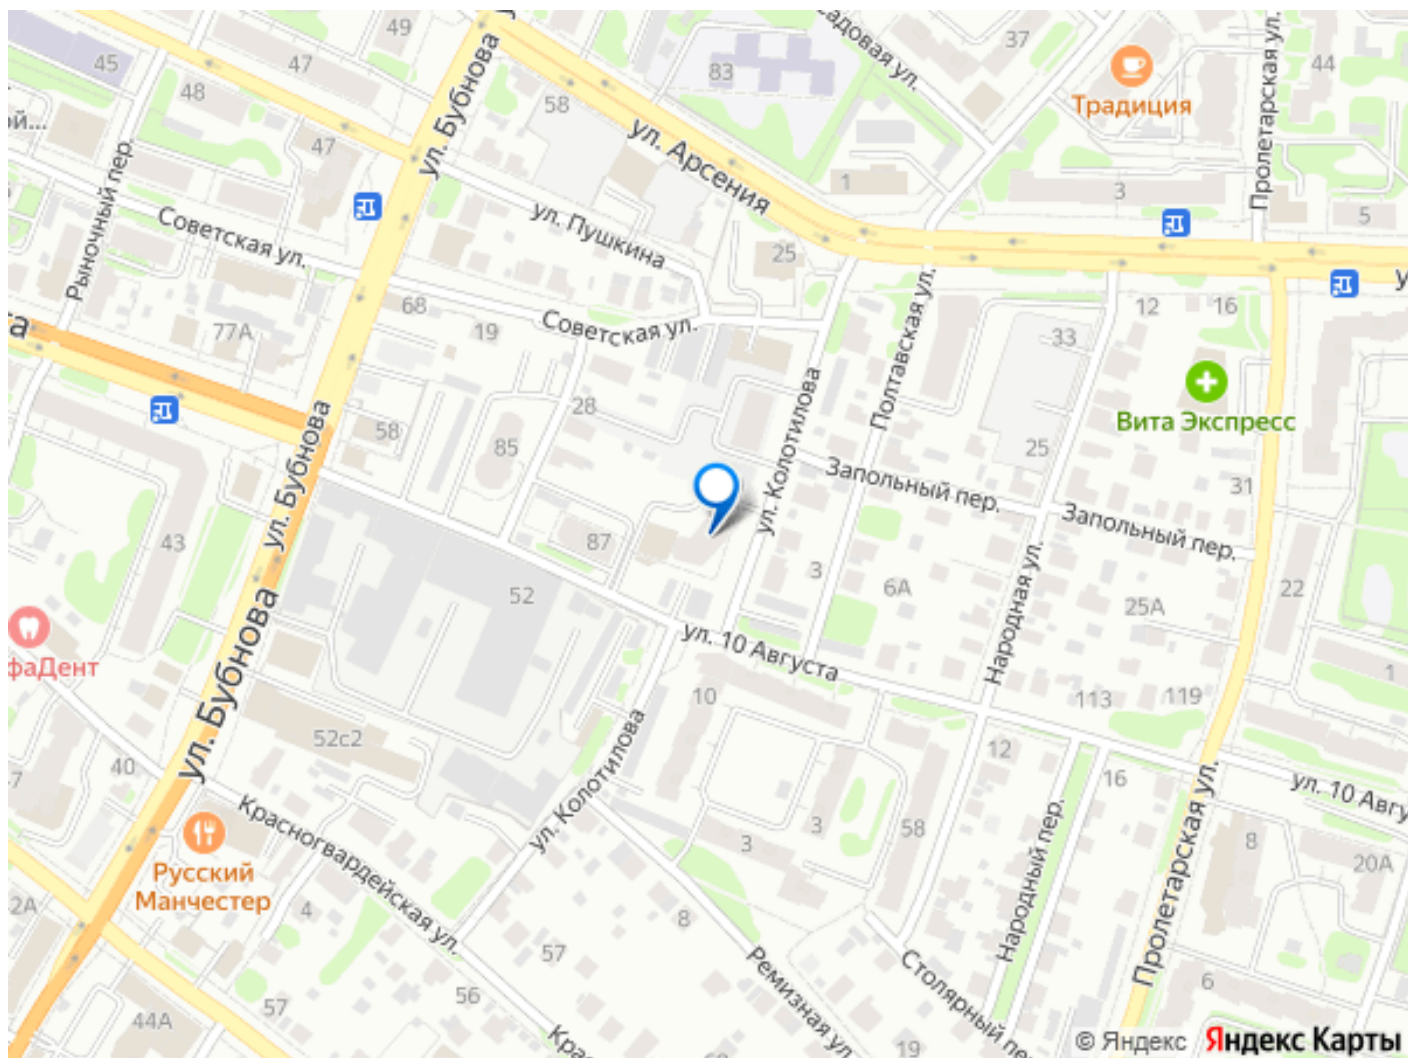 49
45
47
83
37
44
ул. Бубнова
Садовая ул.
Пролетарская ул.
Традиция
48
58
ул. Арсения
ой...
47
1
3
5
Рыночный пер.
Советская ул.
ул. Пушкина
25
77А
68
19
Советская ул.
Полтавская ул.
33
12
16
та
Вита Экспресс
28
58
85
ул. Колотилова
Запольный пер.
25
31
Запольный пер.
ул. Бубнова
43
87
52
3
6А
25А
22
Народная ул.
ул. 10 Августа
фаДент
ул. Бубнова
52с2
10
113
119
1
40
12
16
ул. 10 Авгу
Красногвардейская ул.
ул. Колотилова
3
3
58
Народный пер.
Пролетарская ул.
8
20А
Русский
Манчестер
2А
4
8
57
Ремизная ул.
Столярный пер.
57
56
44А
6
19
Кра
© Яндекс Яндекс Карты